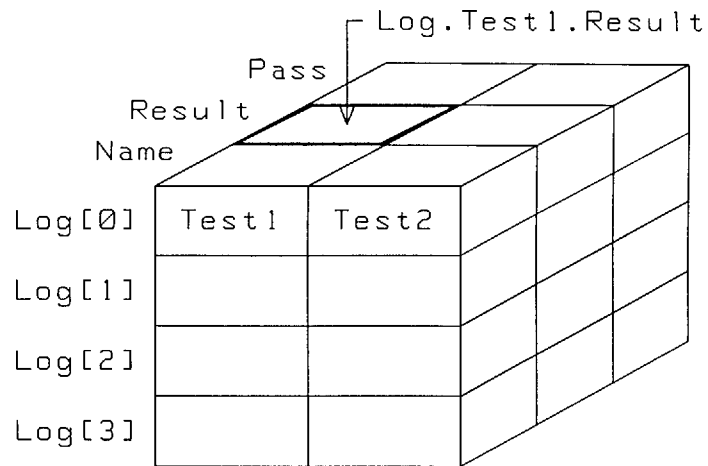 Log.Test1.Result
Pass
Result
Name
Log[0] Test1 Test2
Log[1]
Log[2]
Log[3]